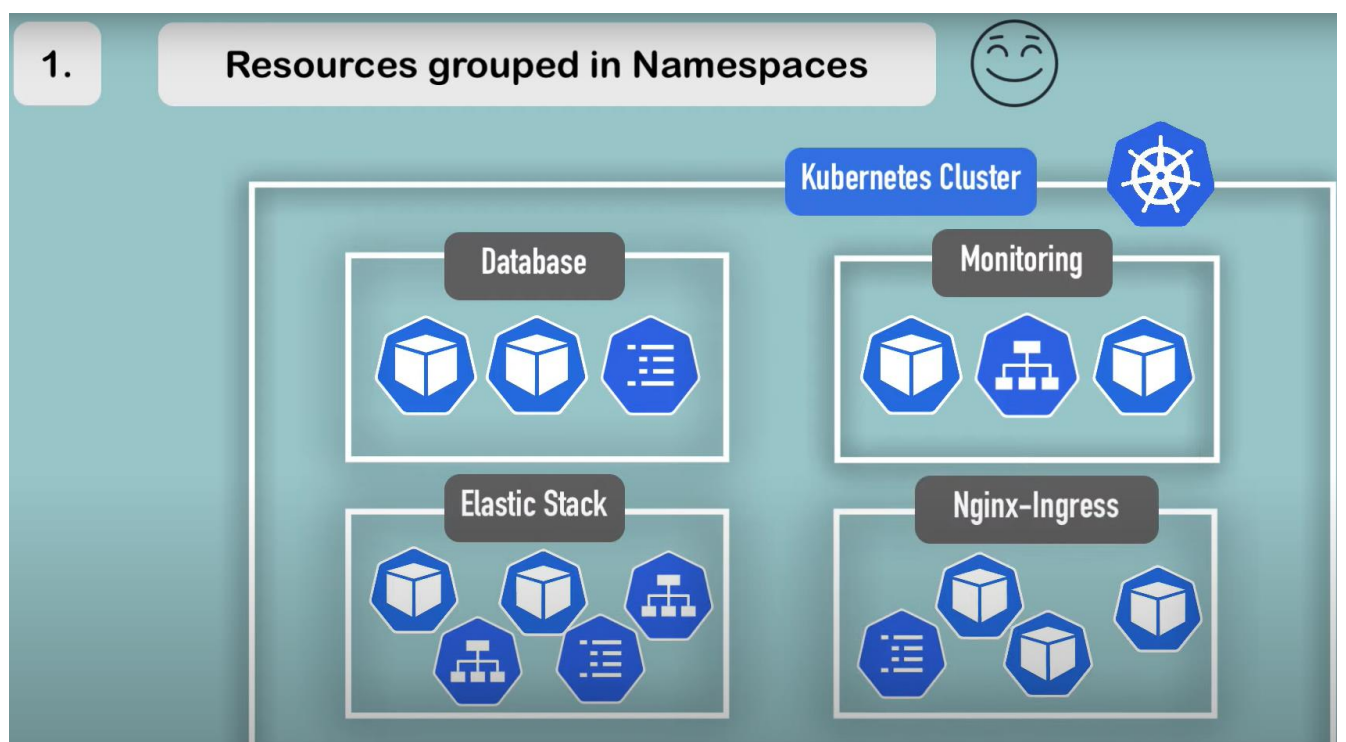 1.
Resources grouped in Namespaces
Kubernetes Cluster
Database
Monitoring
Elastic Stack
Nginx-Ingress